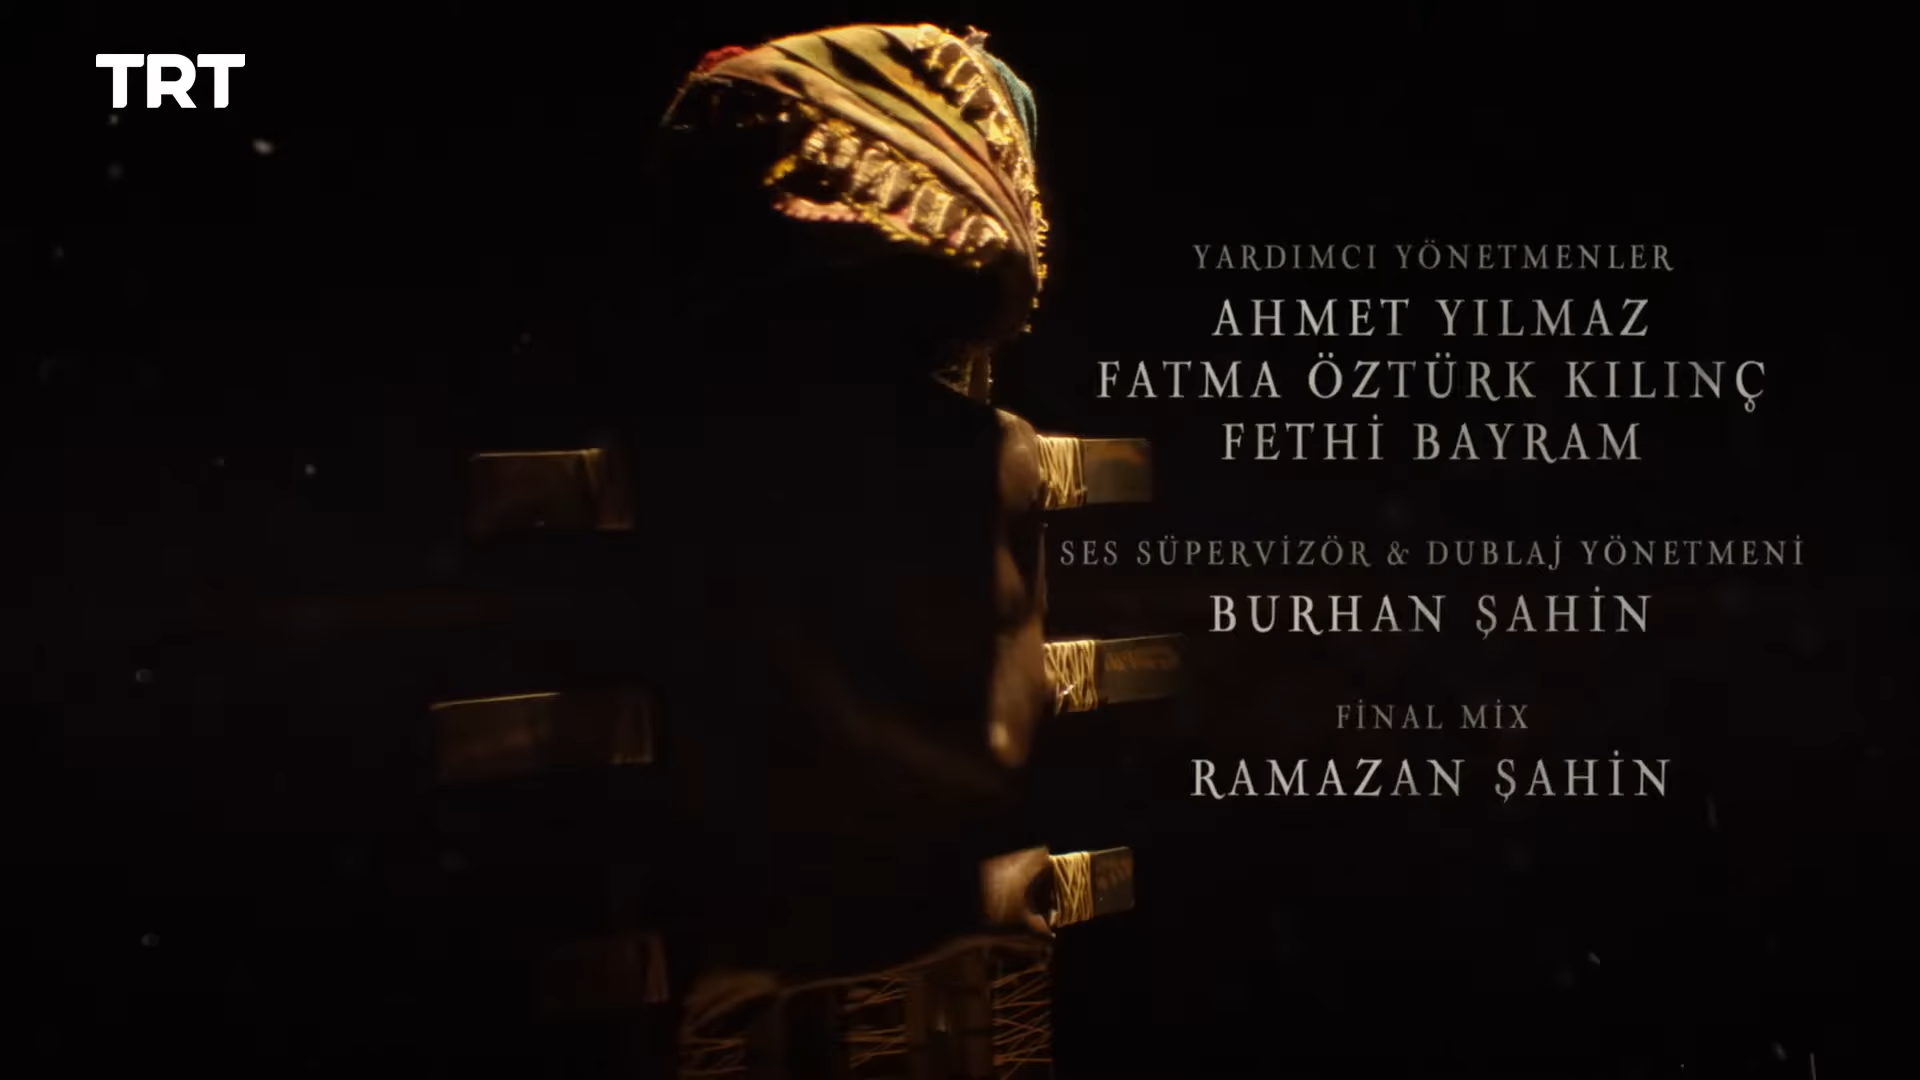 TRT
YARDIMCI YÖNETMENLER
AHMET YILMAZ
FATMA ÖZTÜRK KILINÇ
FETHİ BAYRAM
SES SÜPERVİZÖR & DUBLAJ YÖNETMENİ
BURHAN ŞAHİN
FİNAL MİX
RAMAZAN ŞAHİN